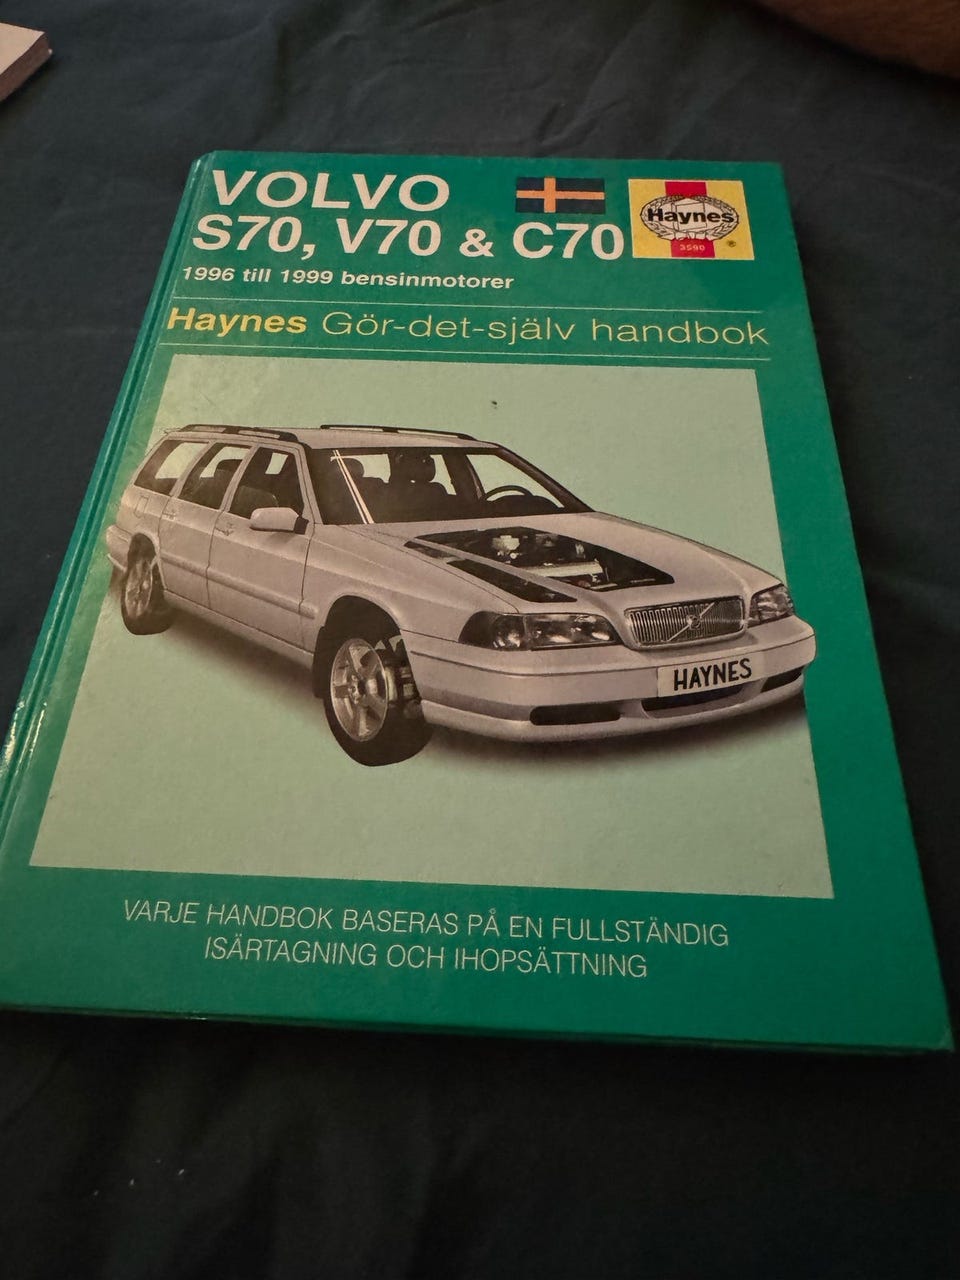 VOLVO
S70, V70 & C70
Haynes
3590
®
1996 till 1999 bensinmotorer
Haynes Gör-det-själv handbok
HAYNES
VARJE HANDBOK BASERAS PÅ EN FULLSTÄNDIG
ISÄRTAGNING OCH IHOPSÄTTNING